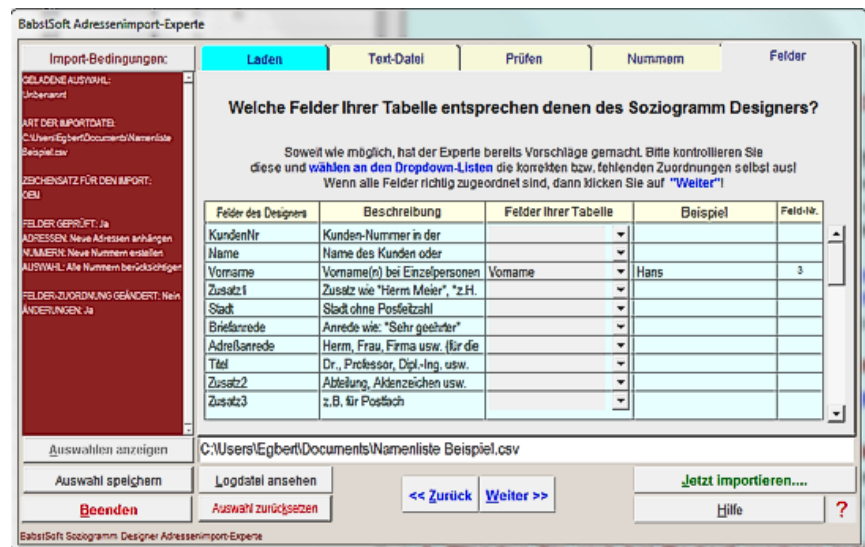 BabstSoft Adressenimport-Experte
Import-Bedingungen:
GELADENE AUSWAHL:
Unbenannt
ART DER IMPORTDATEI:
C:\Users\Egbert\Documents\Namenliste
Beispiel.csv
ZEICHENSATZ FÜR DEN IMPORT:
OEM
FELDER GEPRÜFT: Ja
ADRESSEN: Neue Adressen anhängen
NUMMERN: Neue Nummern erstellen
AUSWAHL: Alle Nummern berücksichtigen
FELDER-ZUORDNUNG GEÄNDERT: Nein
ÄNDERUNGEN: Ja
Auswahlen anzeigen
Auswahl speichern
Beenden
Laden Text-Datei Prüfen Nummern Felder
Welche Felder Ihrer Tabelle entsprechen denen des Soziogramm Designers?
Soweit wie möglich, hat der Experte bereits Vorschläge gemacht. Bitte kontrollieren Sie
diese und wählen an den Dropdown-Listen die korrekten bzw. fehlenden Zuordnungen selbst aus!
Wenn alle Felder richtig zugeordnet sind, dann klicken Sie auf "Weiter"!
Felder des Designers Beschreibung Felder Ihrer Tabelle Beispiel Feld-Nr.
KundenNr Kunden-Nummer in der
Name Name des Kunden oder
Vorname Vorname(n) bei Einzelpersonen Vorname Hans 3
Zusatz1 Zusatz wie "Herrn Meier", "z.H.
Stadt Stadt ohne Postleitzahl
Briefanrede Anrede wie: "Sehr geehrter"
Adreßanrede Herrn, Frau, Firma usw. (für die
Titel Dr., Professor, Dipl.-Ing. usw.
Zusatz2 Abteilung, Aktenzeichen usw.
Zusatz3 z.B. für Postfach
C:\Users\Egbert\Documents\Namenliste Beispiel.csv
Logdatei ansehen
Auswahl zurücksetzen
<< Zurück Weiter >>
Jetzt importieren....
Hilfe ?
BabstSoft Soziogramm Designer Adressenimport-Experte